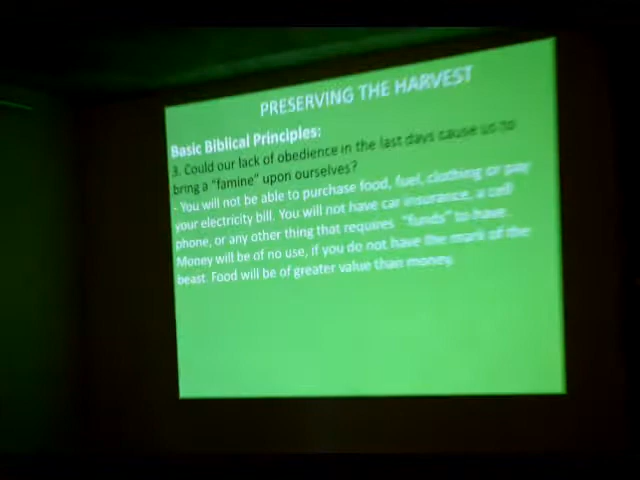 PRESERVING THE HARVEST
Basic Biblical Principles:
3. Could our lack of obedience in the last days cause us to
bring a "famine" upon ourselves?
- You will not be able to purchase food, fuel, clothing or pay
your electricity bill. You will not have car insurance, a cell
phone, or any other thing that requires "funds" to have.
Money will be of no use, if you do not have the mark of the
beast. Food will be of greater value than money.